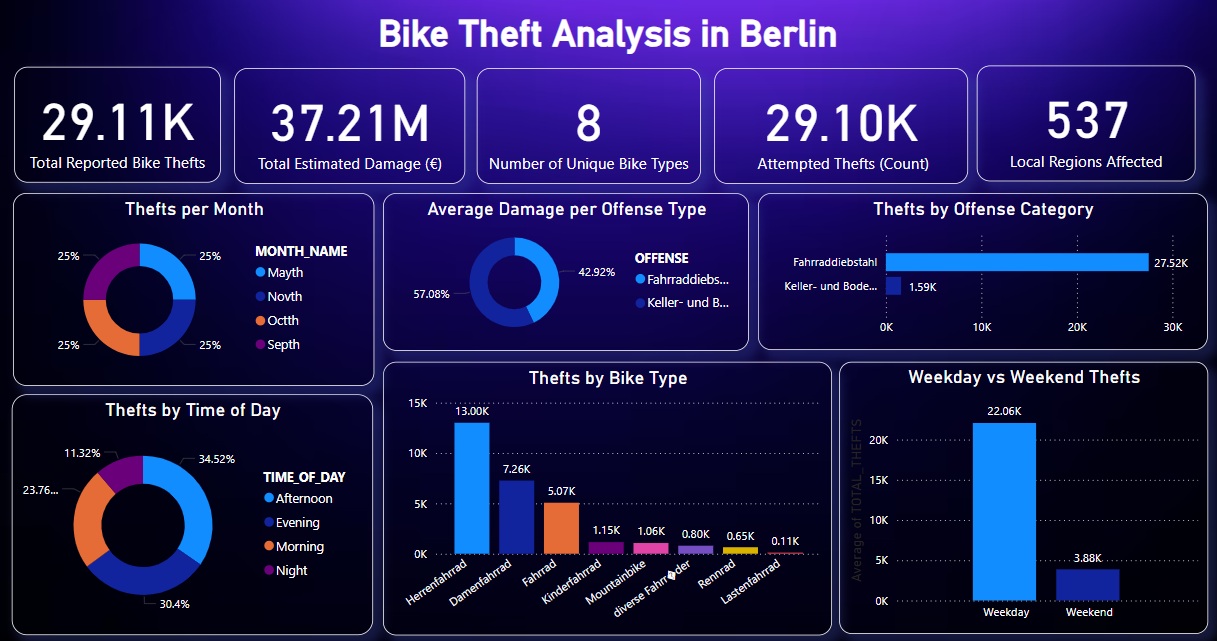 Bike Theft Analysis in Berlin
29.11K
Total Reported Bike Thefts
37.21M
Total Estimated Damage (€)
8
Number of Unique Bike Types
29.10K
Attempted Thefts (Count)
537
Local Regions Affected
Thefts per Month
25%
25%
25%
25%
MONTH_NAME
Mayth
Novth
Octth
Septh
Average Damage per Offense Type
42.92%
57.08%
OFFENSE
Fahrraddiebs...
Keller- und B...
Thefts by Offense Category
Fahrraddiebstahl
27.52K
Keller- und Bode...
1.59K
0K 10K 20K 30K
Thefts by Time of Day
11.32%
34.52%
23.76...
30.4%
TIME_OF_DAY
Afternoon
Evening
Morning
Night
Thefts by Bike Type
15K
10K
5K
0K
13.00K
7.26K
5.07K
1.15K
1.06K
0.80K
0.65K
0.11K
Herrenfahrrad
Damenfahrrad
Fahrrad
Kinderfahrrad
Mountainbike
diverse Fahrr�der
Rennrad
Lastenfahrrad
Weekday vs Weekend Thefts
Average of TOTAL_THEFTS
20K
15K
10K
5K
0K
22.06K
3.88K
Weekday
Weekend